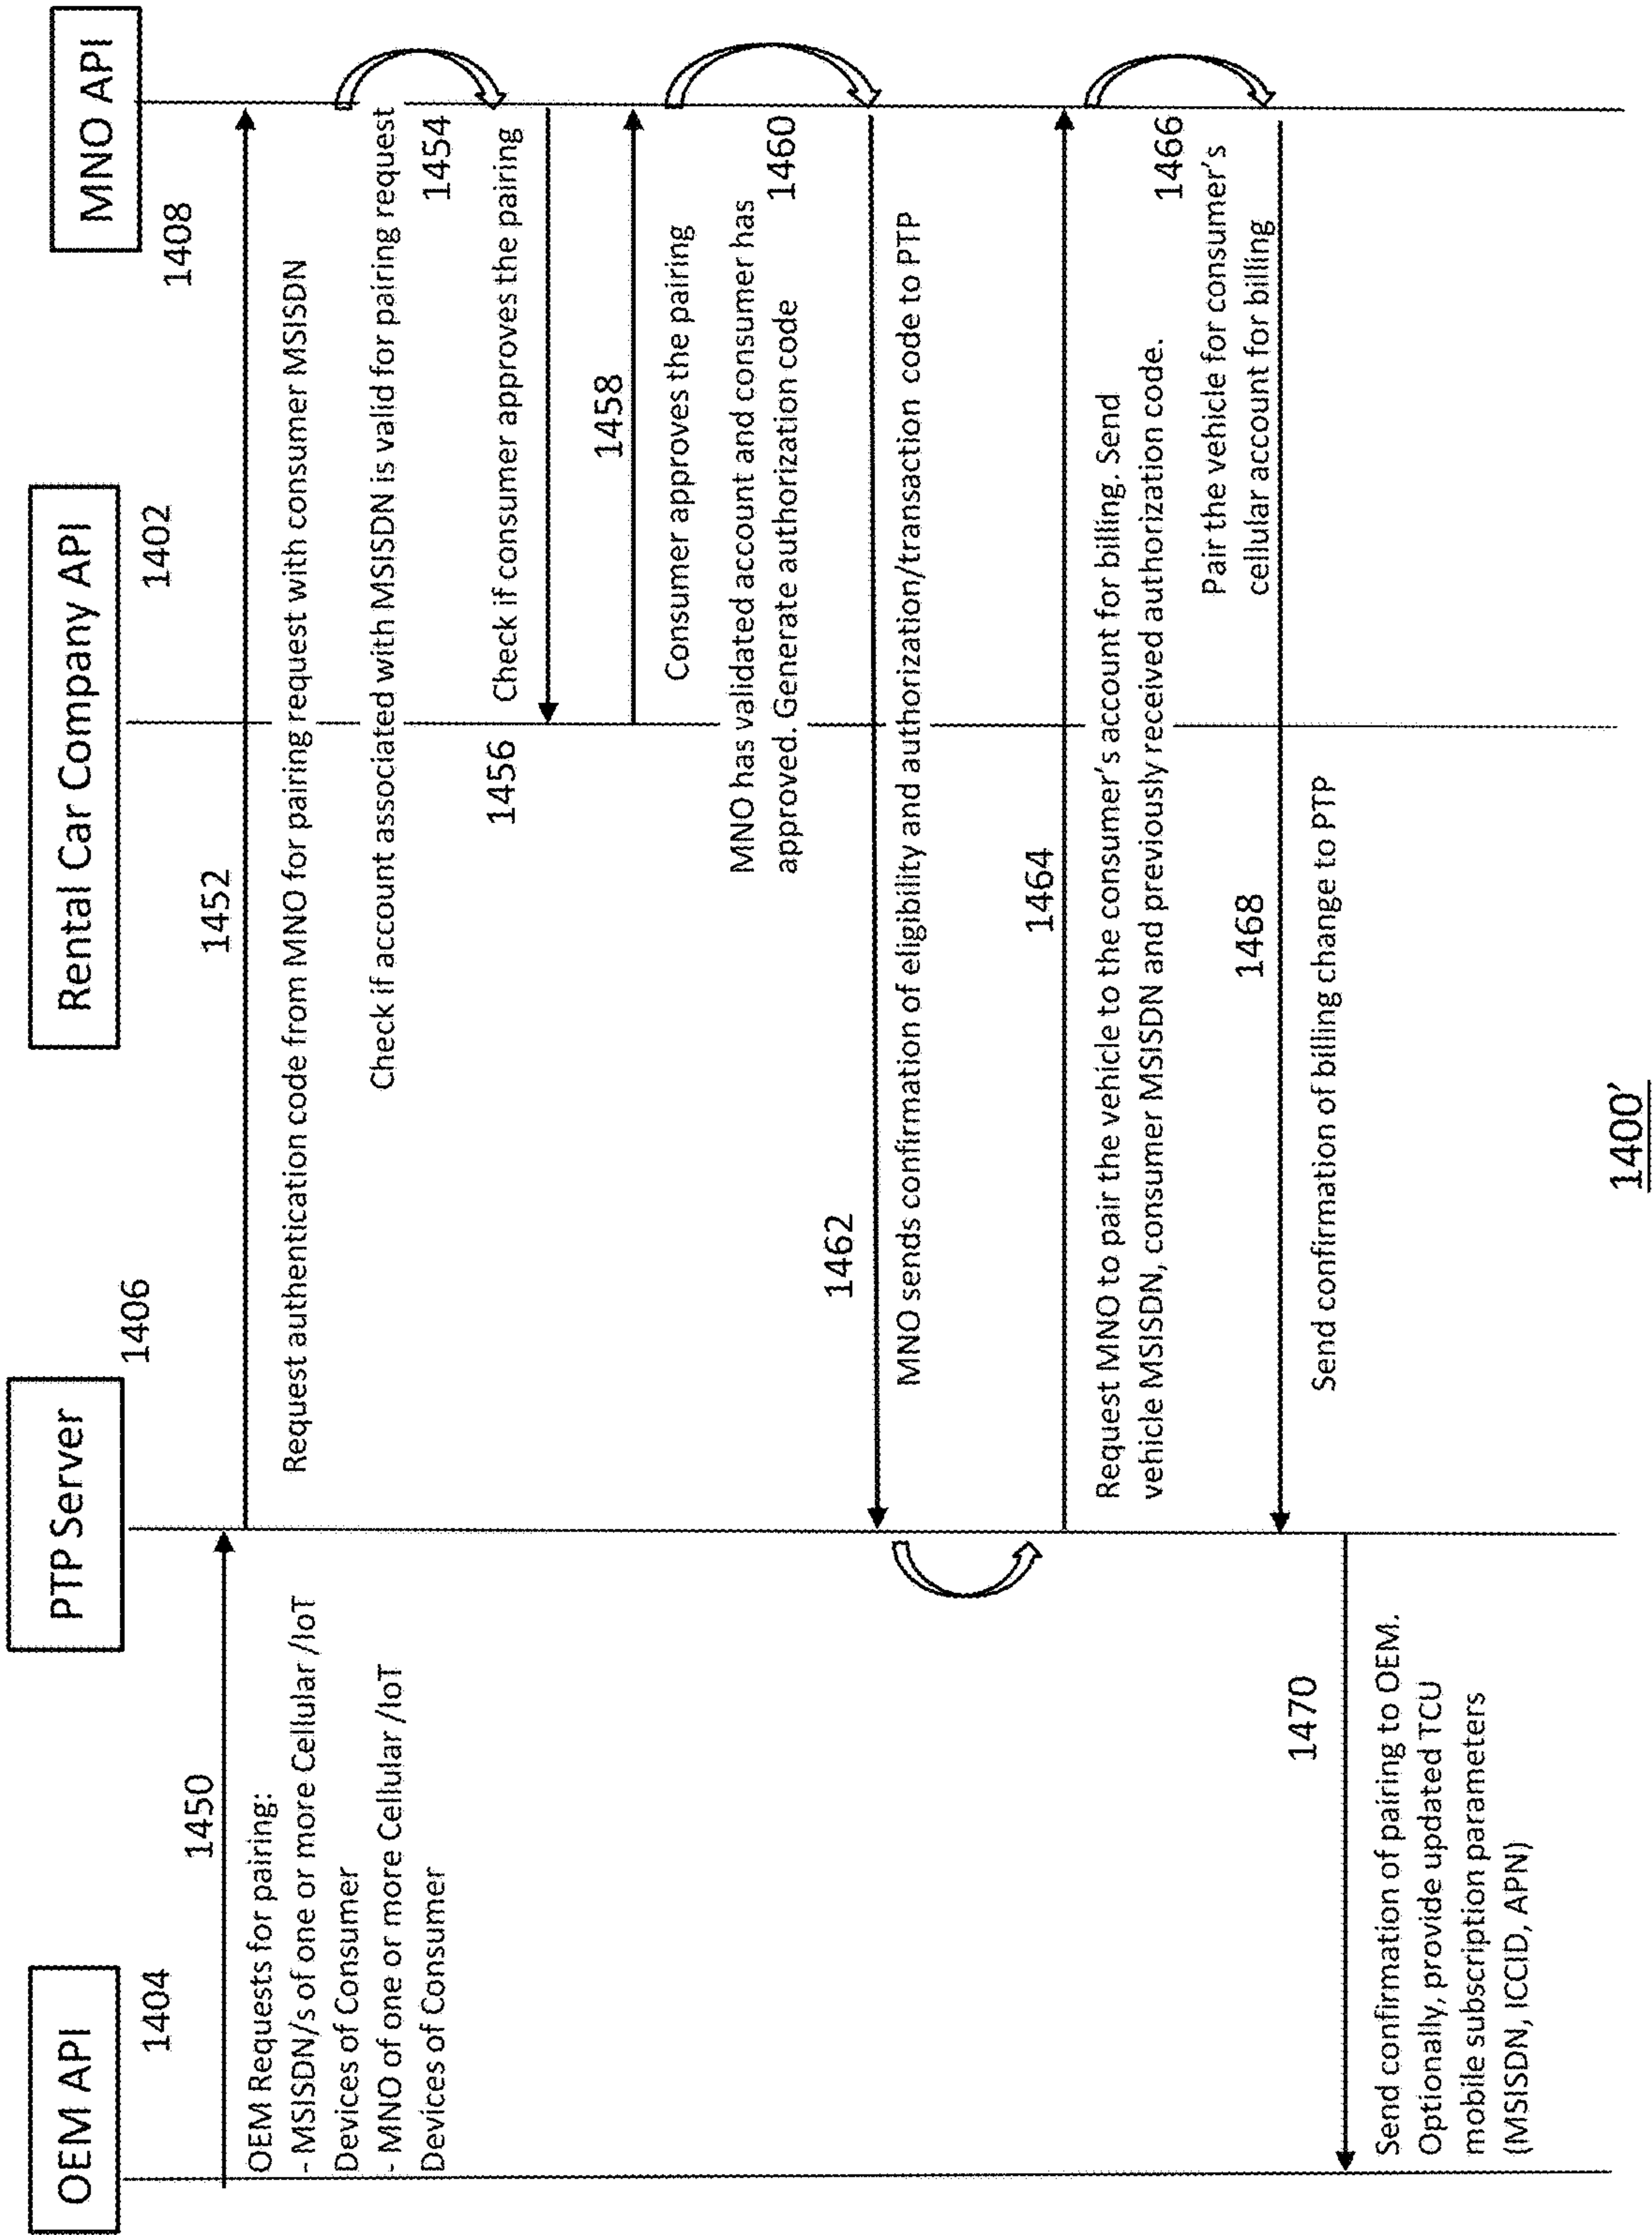 OEM API
1404
PTP Server
1406
Rental Car Company API
1402
MNO API
1408
1450
OEM Requests for pairing:
- MSISDN/s of one or more Cellular /IoT
Devices of Consumer
- MNO of one or more Cellular /IoT
Devices of Consumer
1452
Request authentication code from MNO for pairing request with consumer MSISDN
Check if account associated with MSISDN is valid for pairing request
1454
1456
Check if consumer approves the pairing
1458
Consumer approves the pairing
MNO has validated account and consumer has
approved. Generate authorization code
1460
1462
MNO sends confirmation of eligibility and authorization/transaction code to PTP
1464
Request MNO to pair the vehicle to the consumer's account for billing. Send
vehicle MSISDN, consumer MSISDN and previously received authorization code.
1466
Pair the vehicle for consumer's
cellular account for billing
1468
Send confirmation of billing change to PTP
1470
Send confirmation of pairing to OEM.
Optionally, provide updated TCU
mobile subscription parameters
(MSISDN, ICCID, APN)
1400'